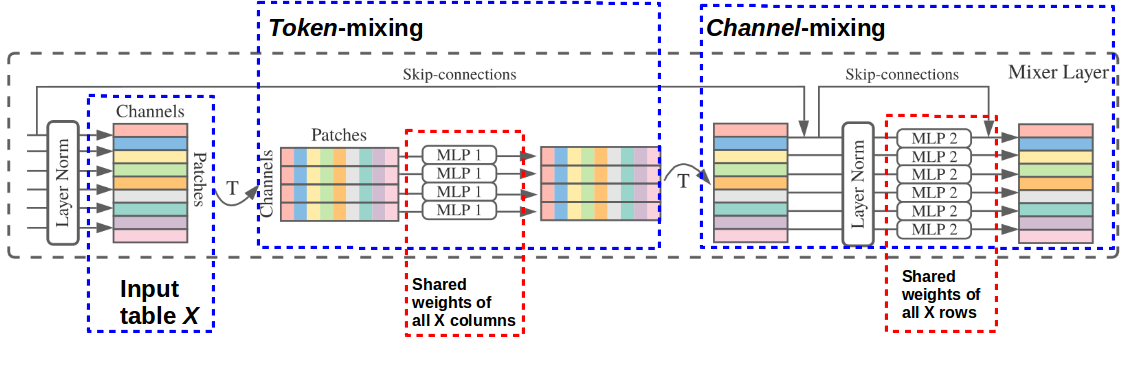 Token-mixing
Channel-mixing
Skip-connections
Skip-connections
Mixer Layer
Channels
Patches
Layer Norm
Patches
T
Channels
MLP 1
MLP 1
MLP 1
MLP 1
T
Layer Norm
MLP 2
MLP 2
MLP 2
MLP 2
MLP 2
MLP 2
Input
table X
Shared
weights of
all X columns
Shared
weights of
all X rows